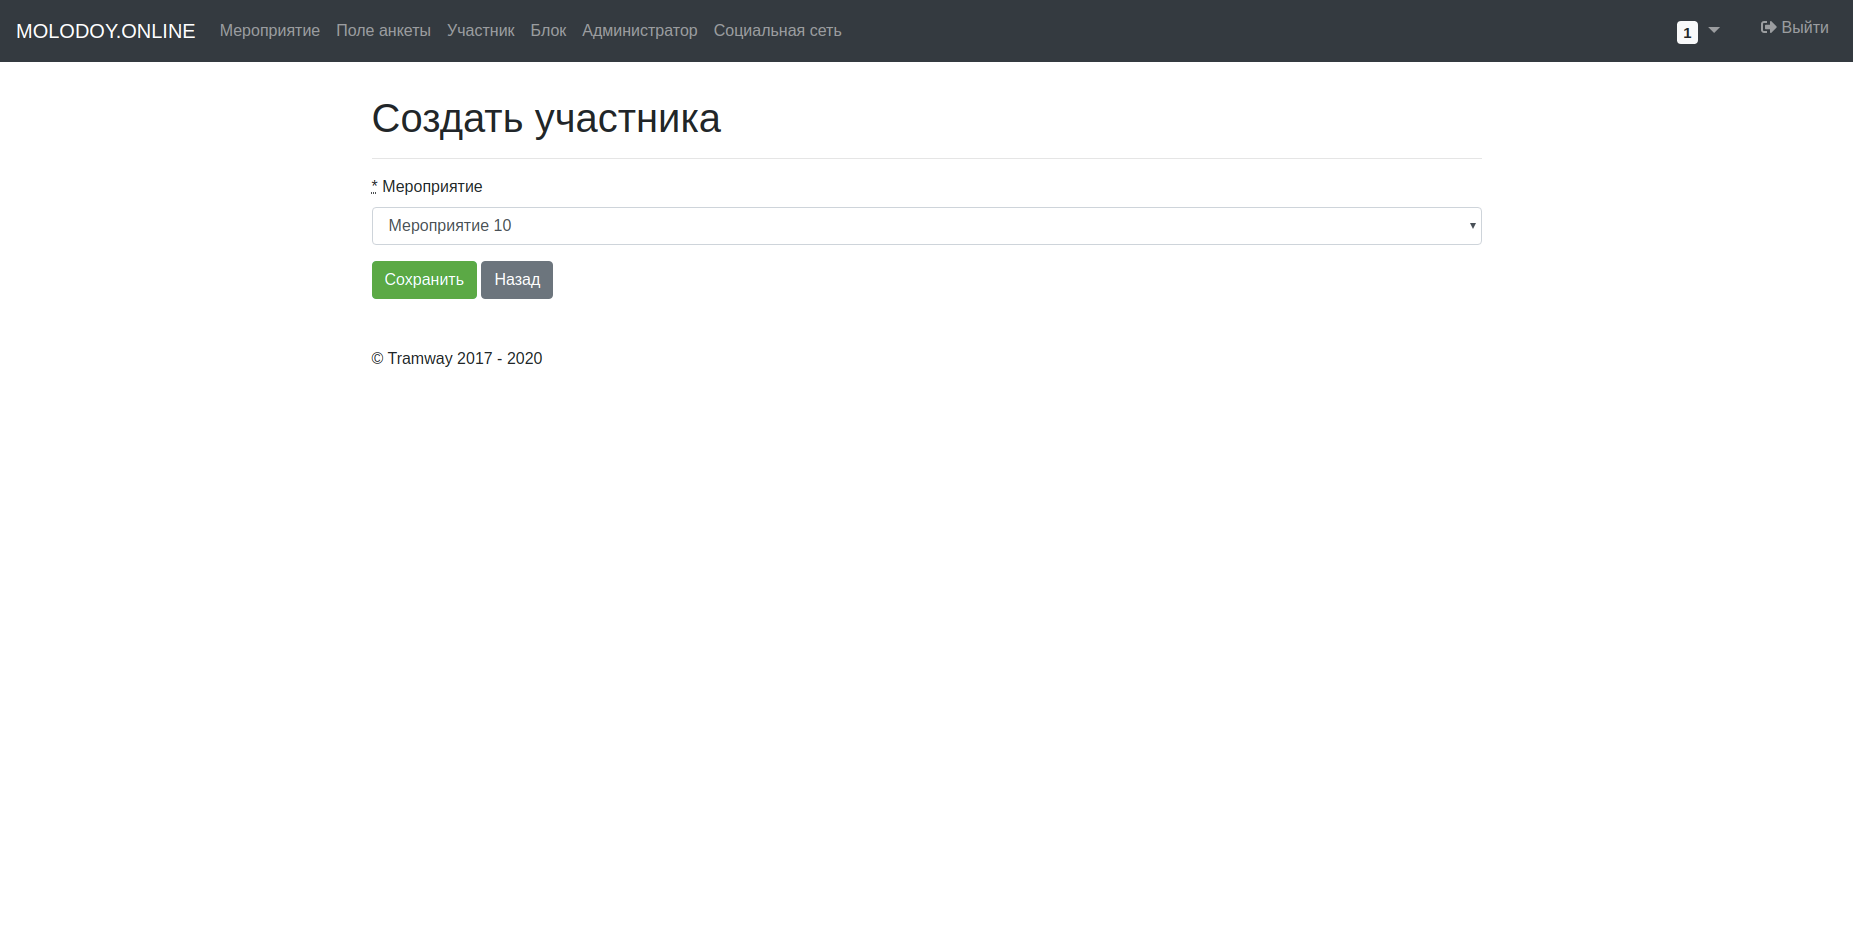 MOLODOY.ONLINE Мероприятие Поле анкеты Участник Блок Администратор Социальная сеть 1 Выйти
Создать участника
* Мероприятие
Мероприятие 10
Сохранить Назад
© Tramway 2017 - 2020